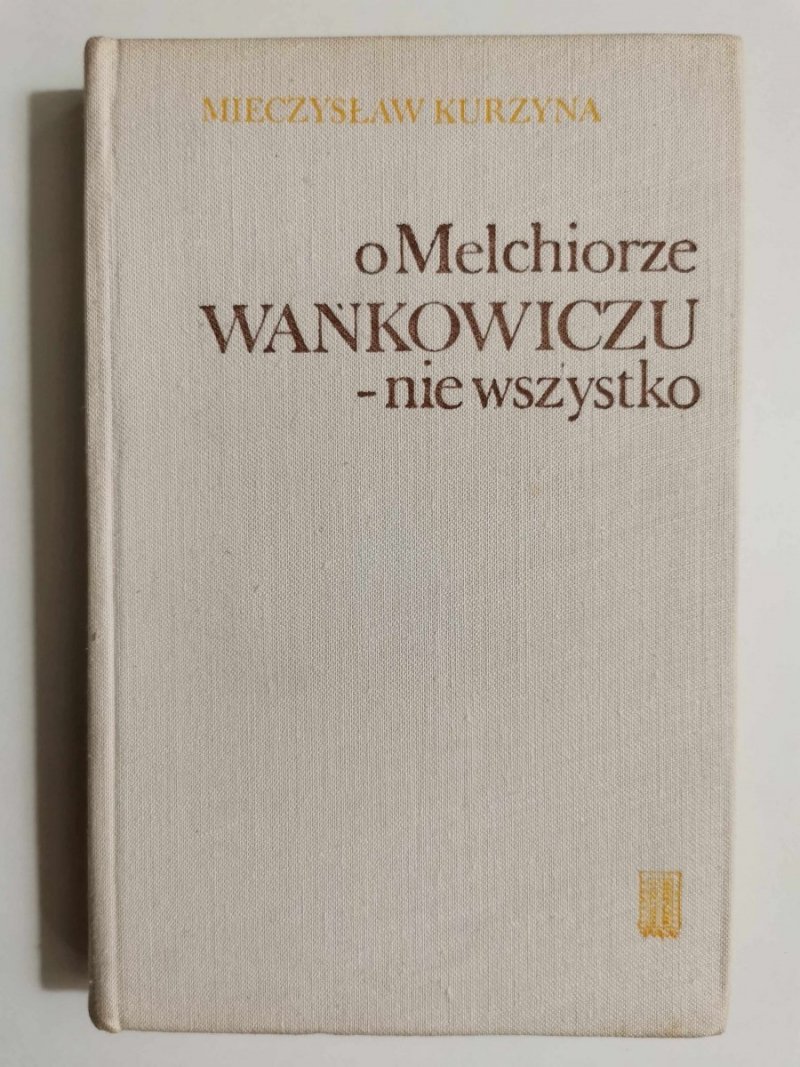 MIECZYSŁAW KURZYNA
o Melchiorze
WAŃKOWICZU
-nie wszystko